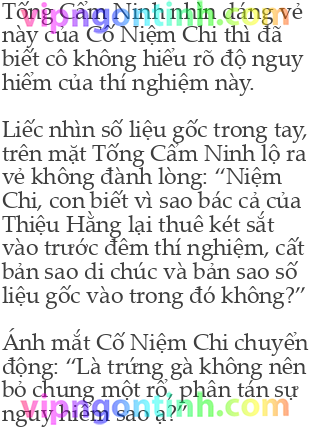 vipngontinh.com
Tống Cẩm Ninh nhìn dáng vẻ
này của Cố Niệm Chi thì đã
biết cô không hiểu rõ độ nguy
hiểm của thí nghiệm này.
Liếc nhìn số liệu gốc trong tay,
trên mặt Tống Cẩm Ninh lộ ra
vẻ không đành lòng: “Niệm
Chi, con biết vì sao bác cả của
Thiệu Hằng lại thuê két sắt
vào trước đêm thí nghiệm, cất
bản sao di chúc và bản sao số
liệu gốc vào trong đó không?”
Ánh mắt Cố Niệm Chi chuyển
động: “Là trứng gà không nên
bỏ chung một rổ, phân tán sự
nguy hiểm sao ạ?”
vipngontinh.com